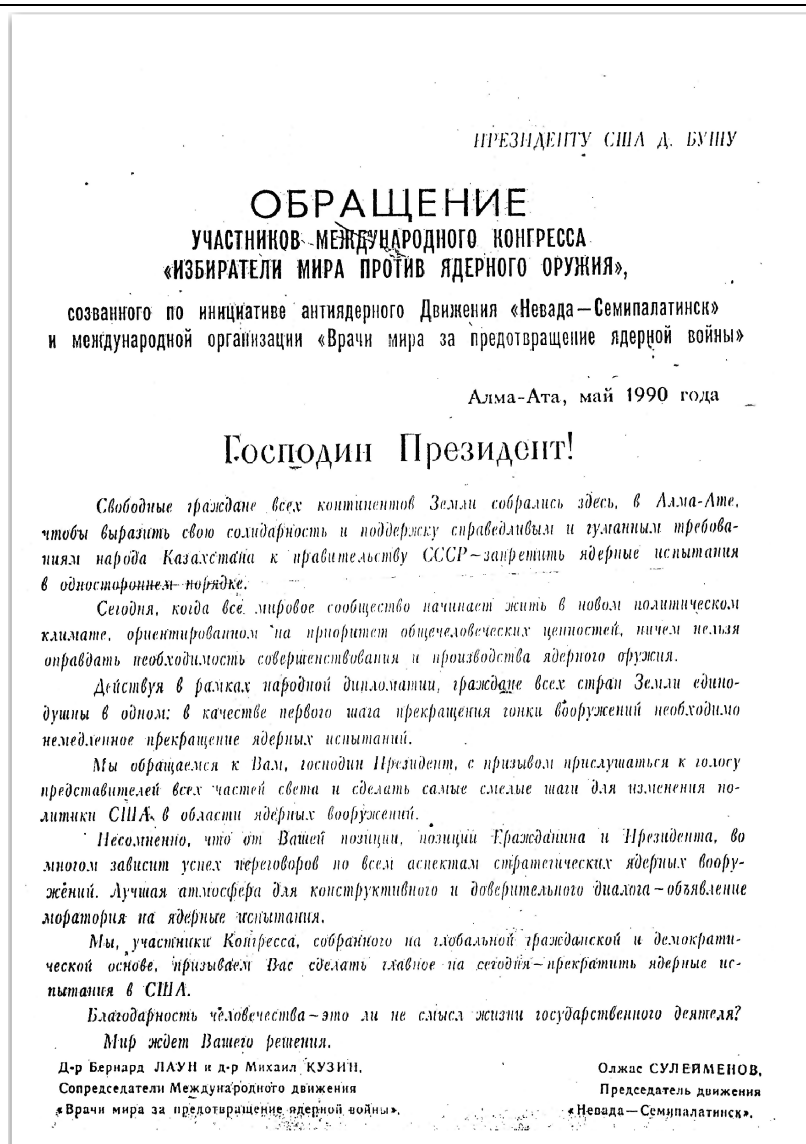 ПРЕЗИДЕНТУ США Д. БУШУ
ОБРАЩЕНИЕ
УЧАСТНИКОВ МЕЖДУНАРОДНОГО КОНГРЕССА
«ИЗБИРАТЕЛИ МИРА ПРОТИВ ЯДЕРНОГО ОРУЖИЯ»,
созванного по инициативе антиядерного Движения «Невада—Семипалатинск»
и международной организации «Врачи мира за предотвращение ядерной войны»
Алма-Ата, май 1990 года
Господин Президент!
Свободные граждане всех континентов Земли собрались здесь, в Алма-Ате,
чтобы выразить свою солидарность и поддержку справедливым и гуманным требова-
ниям народа Казахстана к правительству СССР—запретить ядерные испытания
в одностороннем порядке.
Сегодня, когда все мировое сообщество начинает жить в новом политическом
климате, ориентированном на приоритет общечеловеческих ценностей, ничем нельзя
оправдать необходимость совершенствования и производства ядерного оружия.
Действуя в рамках народной дипломатии, граждане всех стран Земли едино-
душны в одном: в качестве первого шага прекращения гонки вооружений необходимо
немедленное прекращение ядерных испытаний.
Мы обращаемся к Вам, господин Президент, с призывом прислушаться к голосу
представителей всех частей света и сделать самые смелые шаги для изменения по-
литики США в области ядерных вооружений.
Несомненно, что от Вашей позиции, позиции Гражданина и Президента, во
многом зависит успех переговоров по всем аспектам стратегических ядерных воору-
жений. Лучшая атмосфера для конструктивного и доверительного диалога—объявление
моратория на ядерные испытания.
Мы, участники Конгресса, собранного на глобальной гражданской и демократи-
ческой основе, призываем Вас сделать главное на сегодня—прекратить ядерные ис-
пытания в США.
Благодарность человечества—это ли не смысл жизни государственного деятеля?
Мир ждет Вашего решения.
Д-р Бернард ЛАУН и д-р Михаил КУЗИН,
Сопредседатели Международного движения
«Врачи мира за предотвращение ядерной войны».
Олжас СУЛЕЙМЕНОВ,
Председатель движения
«Невада—Семипалатинск».